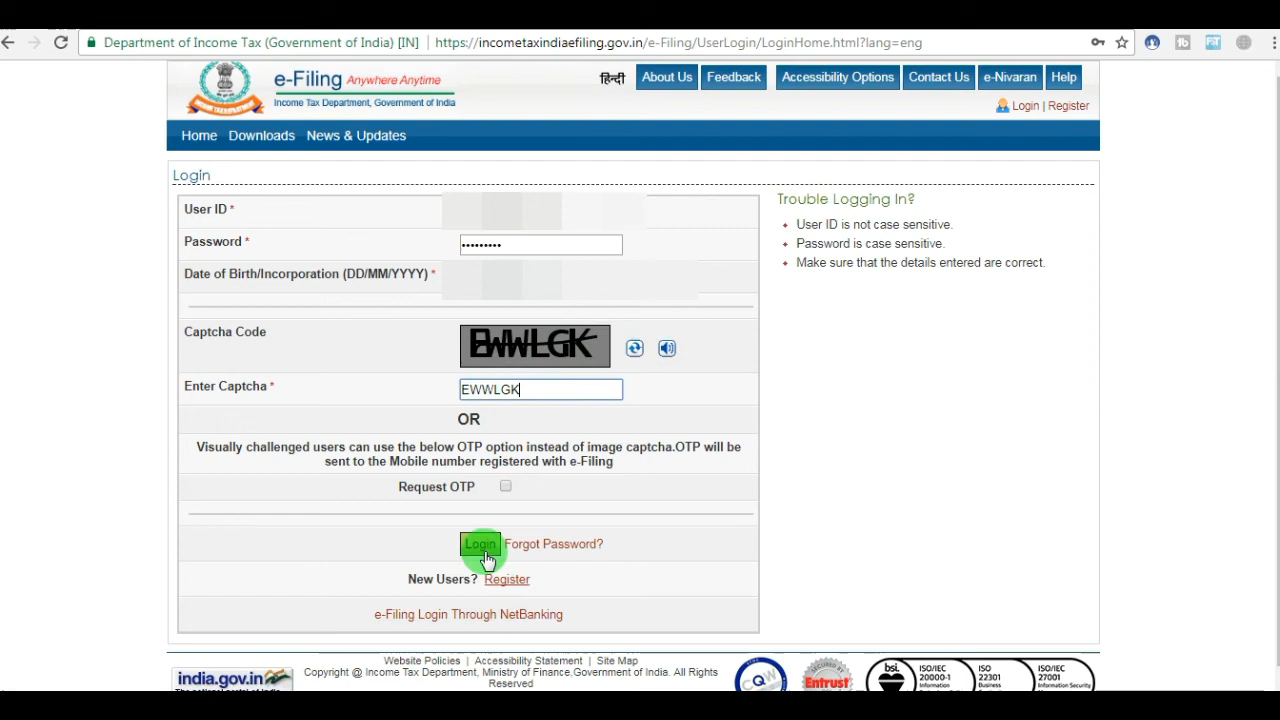 Department of Income Tax (Government of India) [IN] https://incometaxindiaefiling.gov.in/e-Filing/UserLogin/LoginHome.html?lang=eng
e-Filing Anywhere Anytime
Income Tax Department, Government of India
हिन्दी About Us Feedback Accessibility Options Contact Us e-Nivaran Help
Login | Register
Home Downloads News & Updates
Login
User ID *
Password * •••••••••
Date of Birth/Incorporation (DD/MM/YYYY) *
Captcha Code EWWLGK
Enter Captcha * EWWLGK
OR
Visually challenged users can use the below OTP option instead of image captcha.OTP will be
sent to the Mobile number registered with e-Filing
Request OTP
Login Forgot Password?
New Users? Register
e-Filing Login Through NetBanking
Trouble Logging In?
User ID is not case sensitive.
Password is case sensitive.
Make sure that the details entered are correct.
india.gov.in
Website Policies | Accessibility Statement | Site Map
Copyright @ Income Tax Department, Ministry of Finance,Government of India. All Rights
Reserved
CQW
SECURED BY
Entrust
bsi.
ISO/IEC
20000-1
Information
ISO
22301
Business
ISO/IEC
27001
Information Security